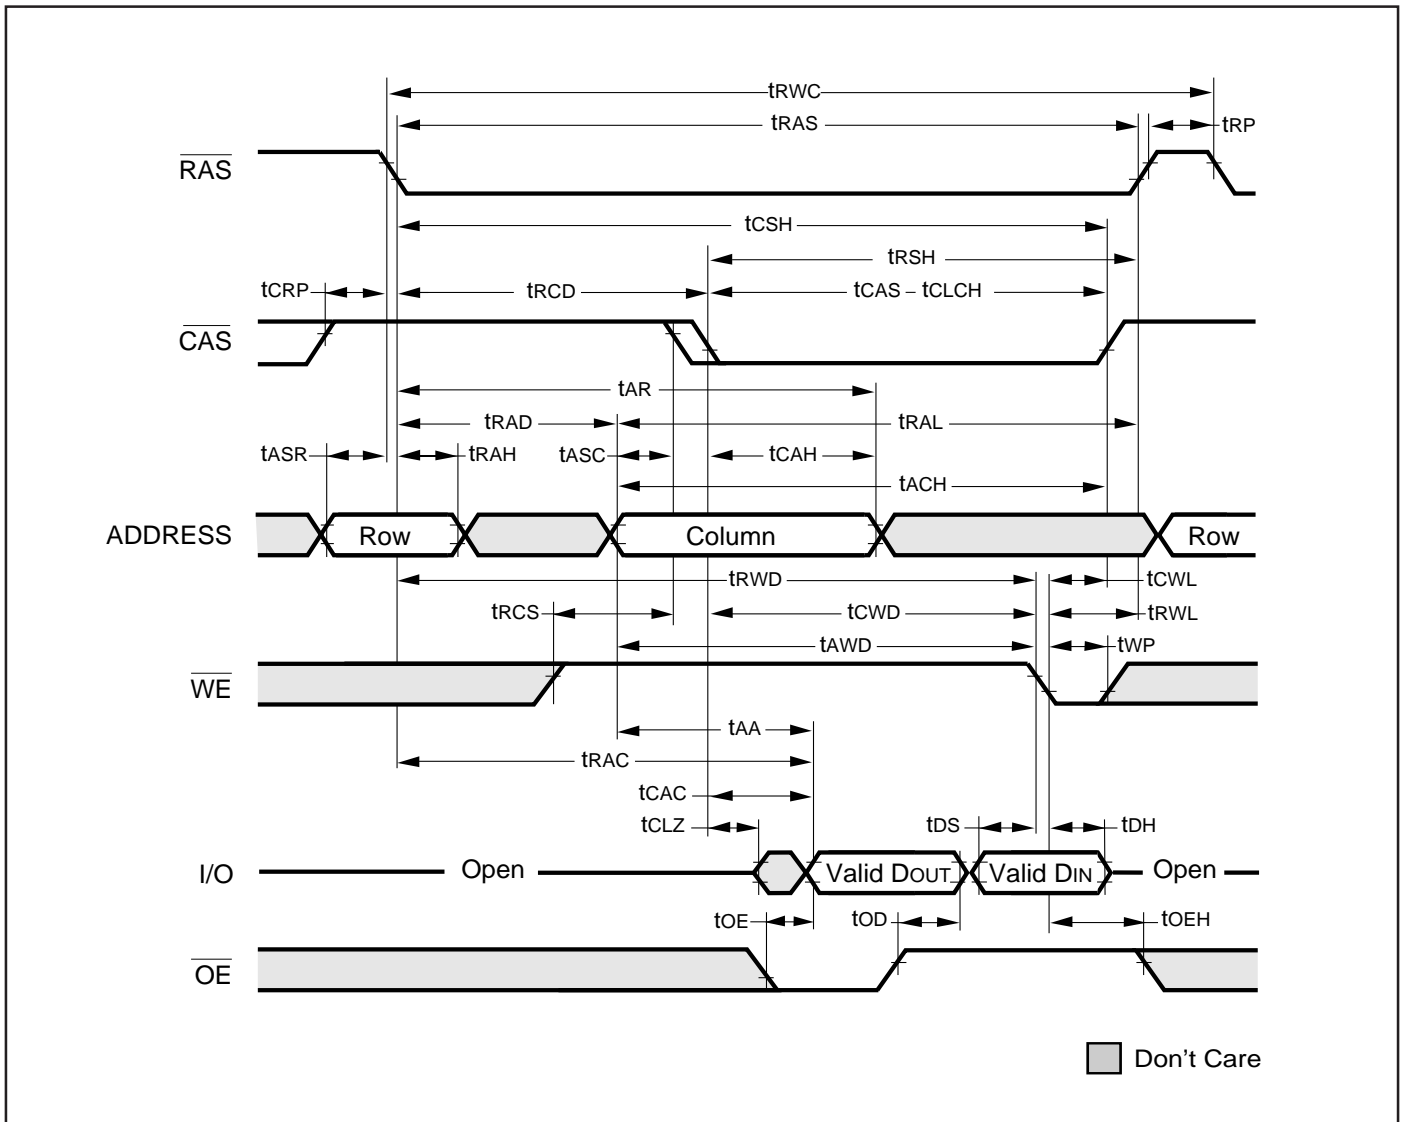 tRWC
tRAS
tRP
RAS
tCSH
tRSH
tCRP
tRCD
tCAS – tCLCH
CAS
tAR
tRAD
tRAL
tASR
tRAH
tASC
tCAH
tACH
ADDRESS
Row
Column
Row
tRWD
tCWL
tRCS
tCWD
tRWL
tAWD
tWP
WE
tAA
tRAC
tCAC
tCLZ
tDS
tDH
I/O
Open
Valid DOUT
Valid DIN
Open
tOE
tOD
tOEH
OE
Don't Care